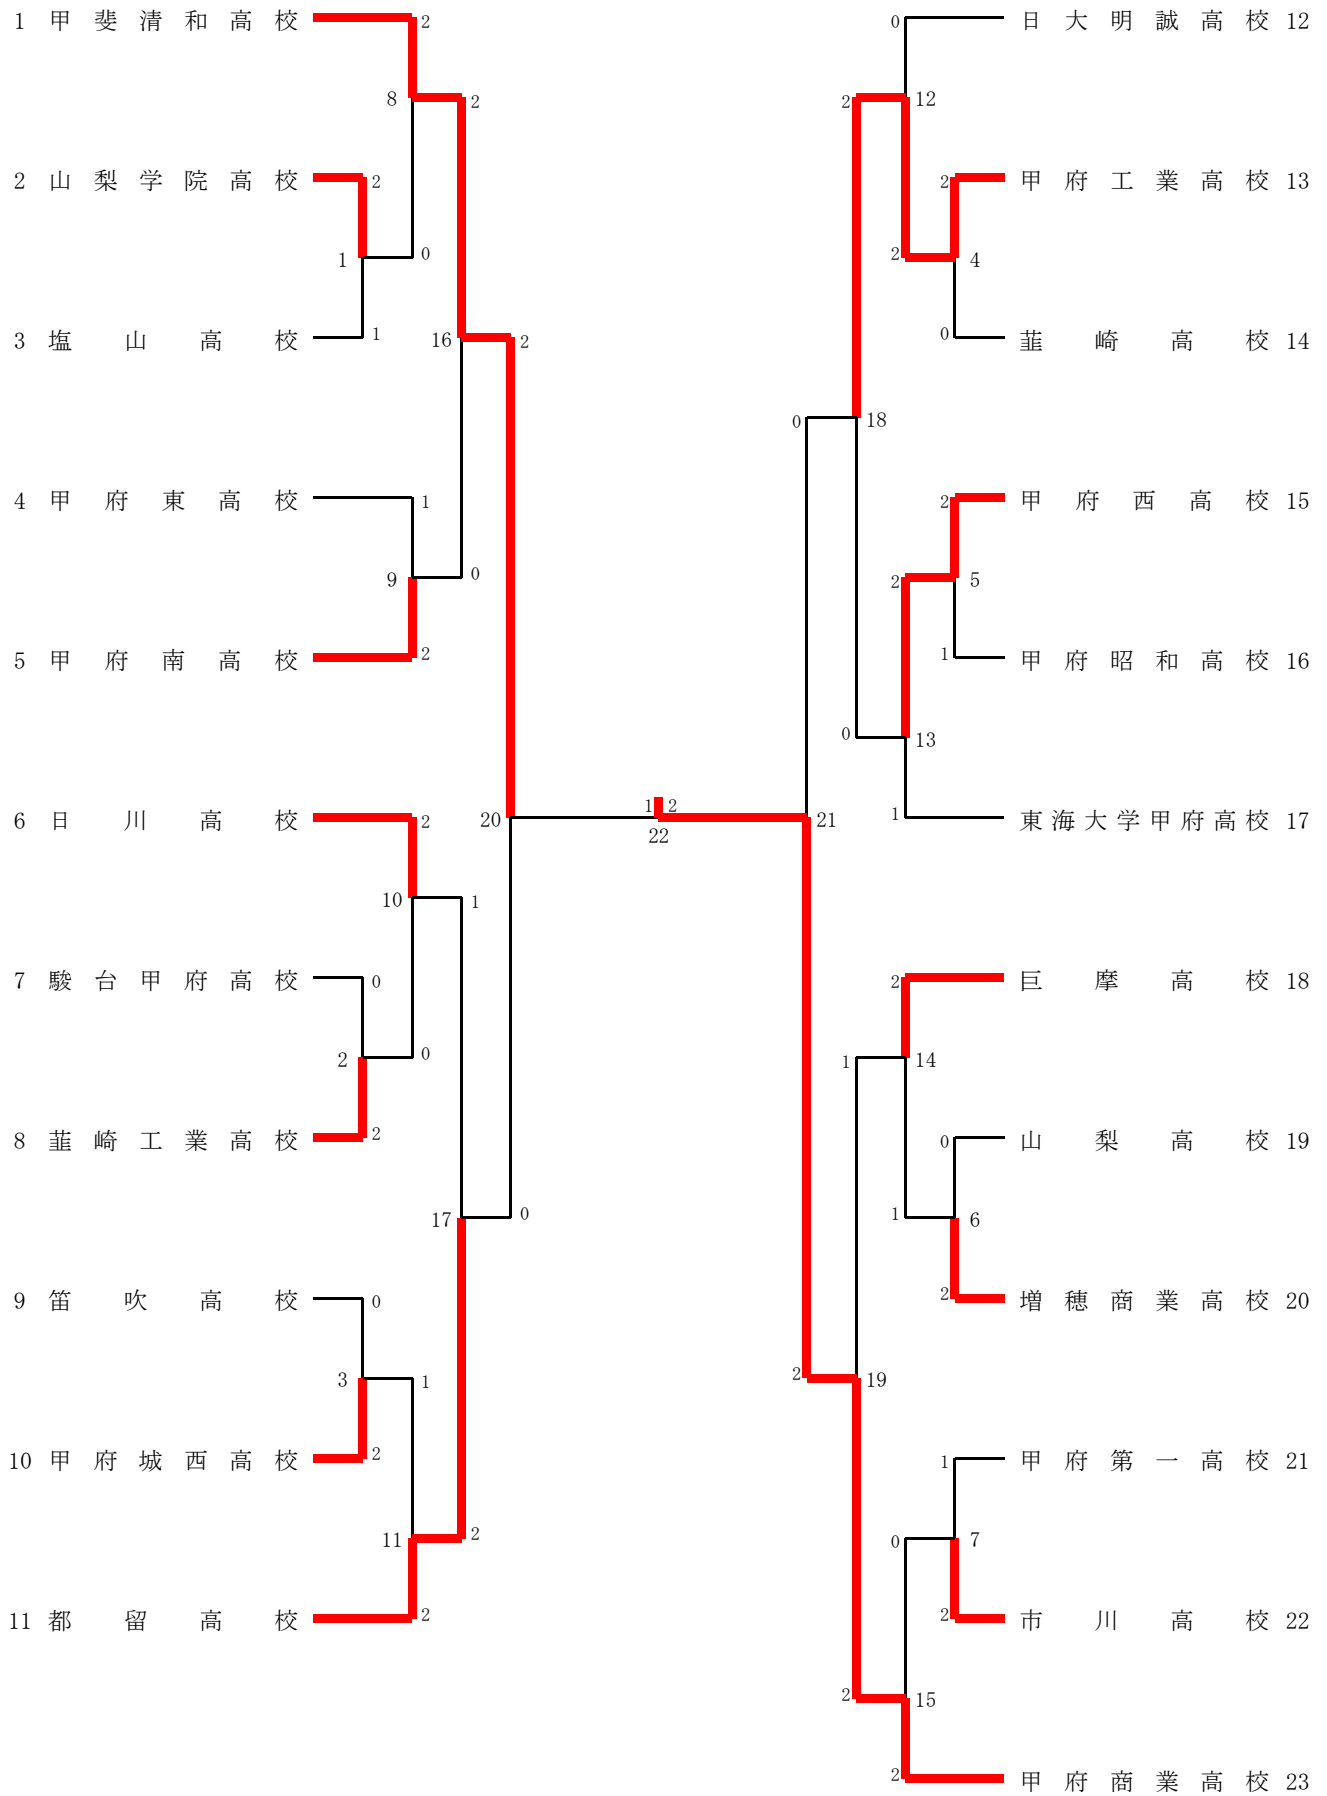 1 甲斐清和高校 2 0 日大明誠高校 12
8 2 2 12
2 山梨学院高校 2 2 甲府工業高校 13
1 0 2 4
3 塩山高校 1 16 2 0 韮崎高校 14
0 18
4 甲府東高校 1 2 甲府西高校 15
9 0 2 5
5 甲府南高校 2 1 甲府昭和高校 16
0 13
6 日川高校 2 20 1 2 21 1 東海大学甲府高校 17
22
10 1
7 駿台甲府高校 0 2 巨摩高校 18
2 0 1 14
8 韮崎工業高校 2 0 山梨高校 19
17 0 1 6
9 笛吹高校 0 2 増穂商業高校 20
3 1 2 19
10 甲府城西高校 2 1 甲府第一高校 21
11 2 0 7
11 都留高校 2 2 市川高校 22
2 15
2 甲府商業高校 23